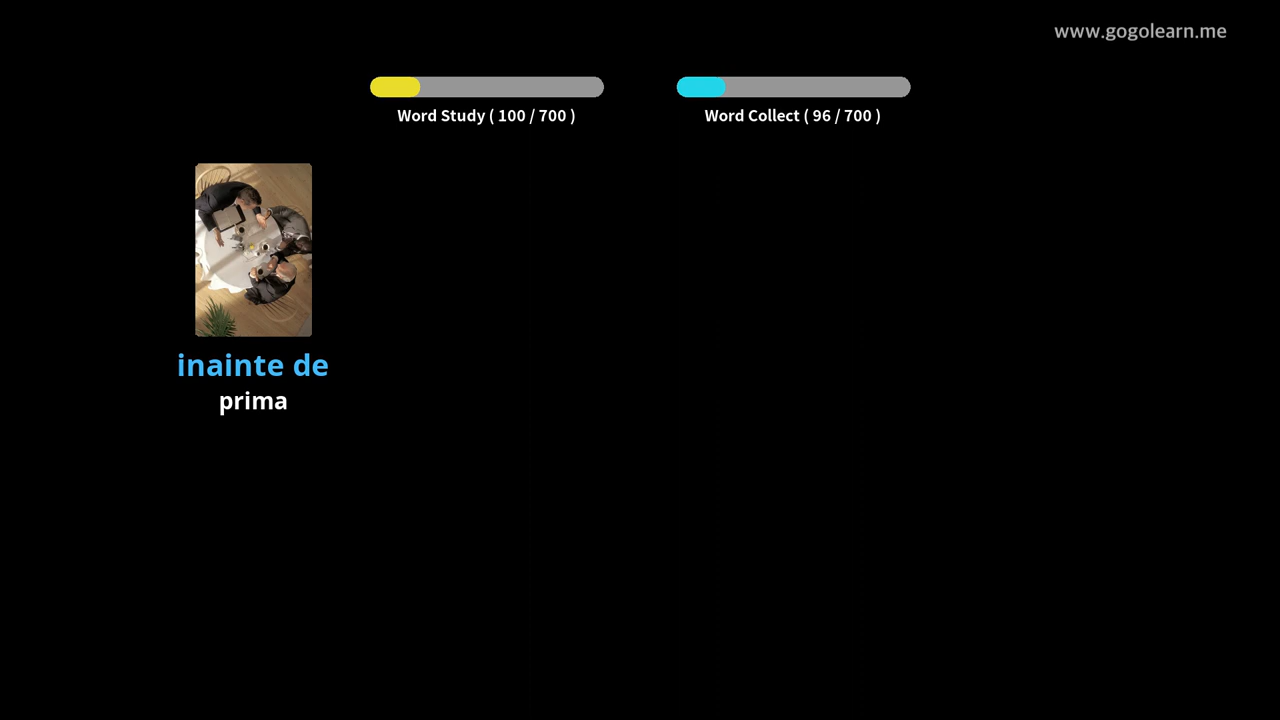 www.gogolearn.me
Word Study ( 100 / 700 )
Word Collect ( 96 / 700 )
inainte de
prima